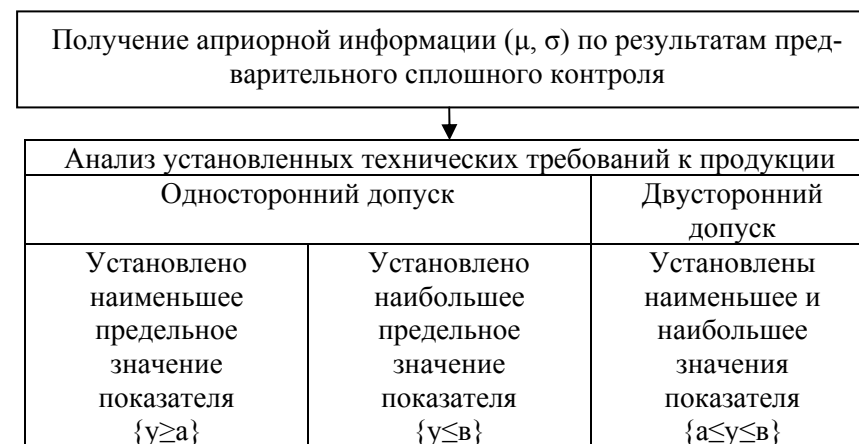 Получение априорной информации (μ, σ) по результатам пред-
варительного сплошного контроля
Анализ установленных технических требований к продукции
Односторонний допуск
Двусторонний
допуск
Установлено
наименьшее
предельное
значение
показателя
{y≥a}
Установлено
наибольшее
предельное
значение
показателя
{y≤в}
Установлены
наименьшее и
наибольшее
значения
показателя
{a≤y≤в}